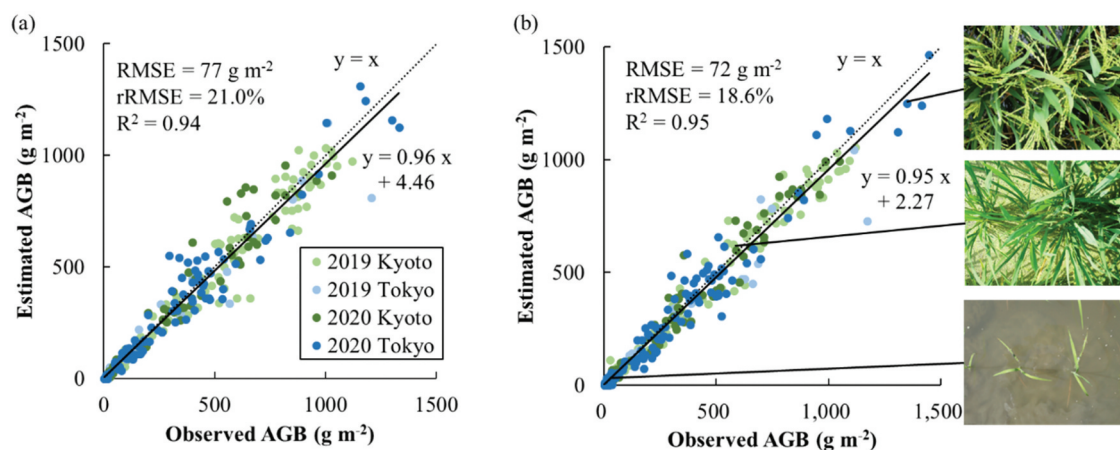 (a)
1500
RMSE = 77 g m-2
rRMSE = 21.0%
R2 = 0.94
y = x
1000
y = 0.96 x
+ 4.46
500
2019 Kyoto
2019 Tokyo
2020 Kyoto
2020 Tokyo
0
0 500 1000 1500
Estimated AGB (g m-2)
Observed AGB (g m-2)
(b)
1500
RMSE = 72 g m-2
rRMSE = 18.6%
R2 = 0.95
y = x
1000
y = 0.95 x
+ 2.27
500
0
0 500 1,000 1,500
Estimated AGB (g m-2)
Observed AGB (g m-2)